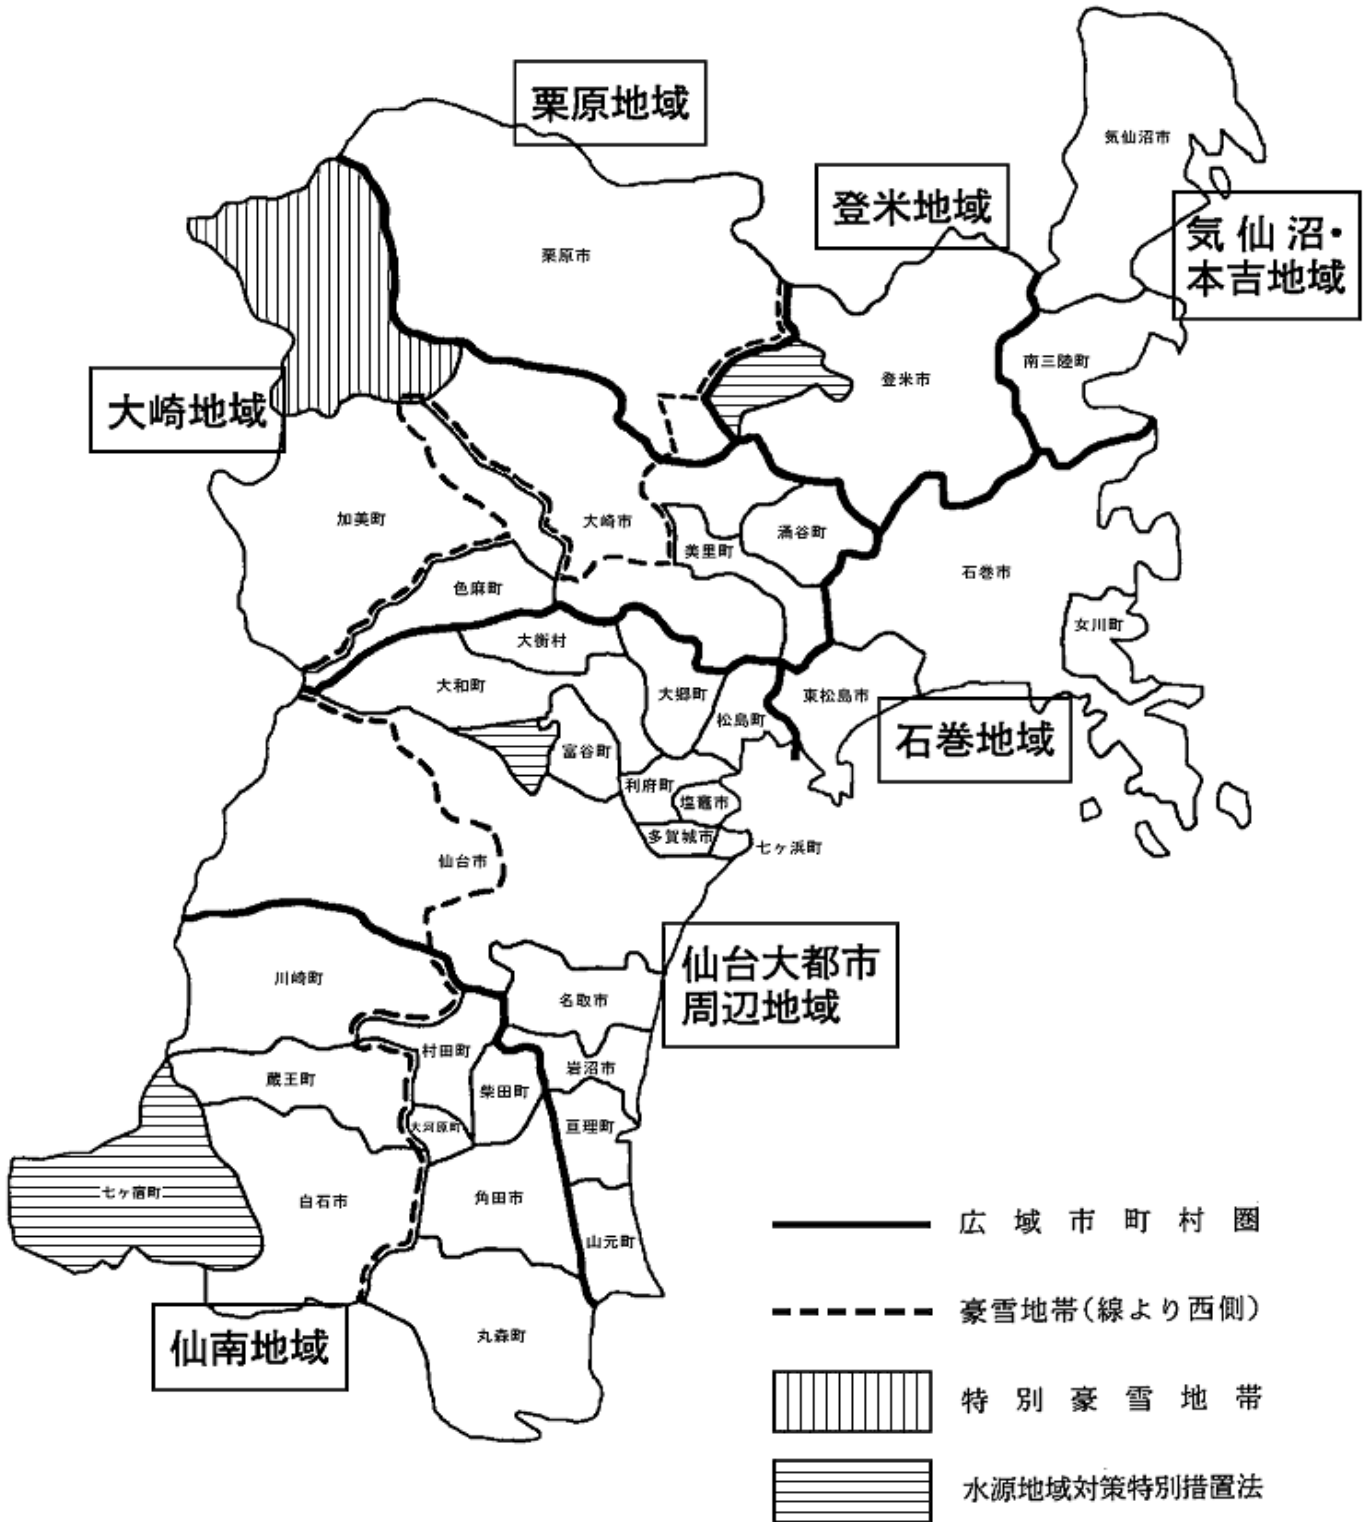 栗原地域
気仙沼市
登米地域
気仙沼・
本吉地域
栗原市
南三陸町
登米市
大崎地域
加美町
大崎市
涌谷町
美里町
石巻市
色麻町
女川町
大衡村
大和町
大郷町
東松島市
松島町
石巻地域
富谷町
利府町
塩竈市
多賀城市
七ヶ浜町
仙台市
仙台大都市
周辺地域
川崎町
名取市
村田町
岩沼市
蔵王町
柴田町
大河原町
亘理町
七ヶ宿町
白石市
角田市
山元町
広域市町村圏
豪雪地帯(線より西側)
仙南地域
丸森町
特別豪雪地帯
水源地域対策特別措置法